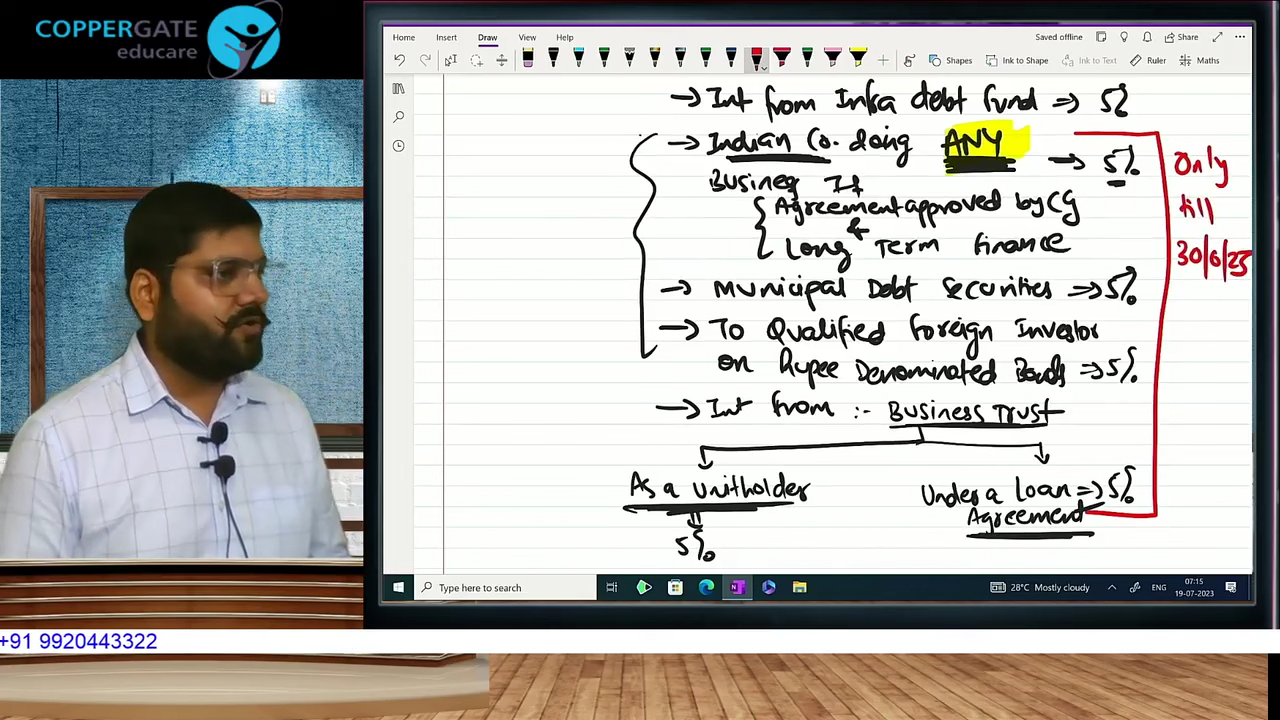 COPPERGATE
educare
Home Insert Draw View Help
Saved offline
Share
Shapes
Ink to Shape
Ink to Text
Ruler
Maths
→ Int from Infra debt fund => 5%
→ Indian Co. doing ANY → 5%
Business If
Agreement approved by CG
&
Long Term finance
→ Municipal Debt Securities => 5%
→ To Qualified Foreign Investor
on Rupee Denominated Bonds => 5%
→ Int from :- Business Trust
As a Unitholder
5%
Under a loan => 5%
Agreement
Only
till
30/6/23
Type here to search
28°C Mostly cloudy
ENG
07:15
19-07-2023
+91 9920443322